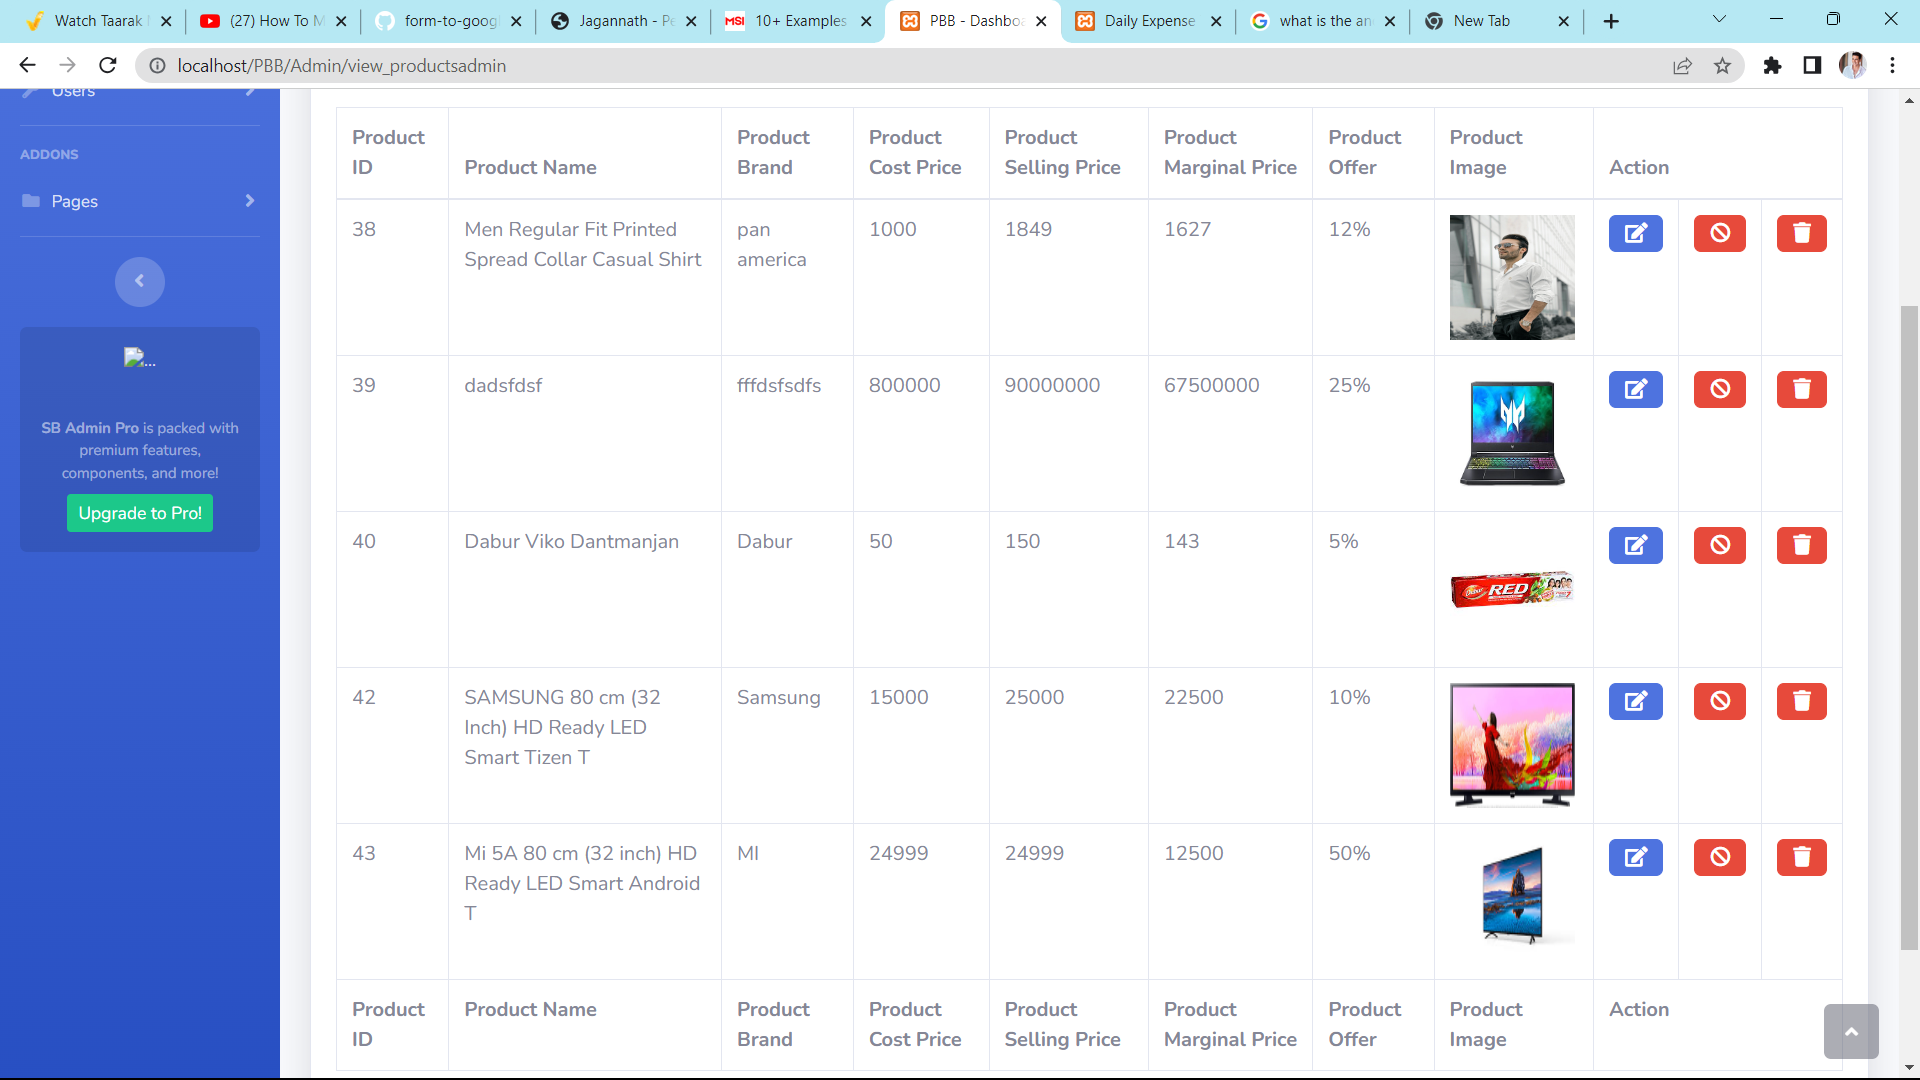 Watch Taarak
(27) How To M
form-to-goog
Jagannath - Pe
MSI
10+ Examples
PBB - Dashboa
Daily Expense
what is the an
New Tab
localhost/PBB/Admin/view_productsadmin
Users
ADDONS
Pages
...
SB Admin Pro is packed with
premium features,
components, and more!
Upgrade to Pro!
Product ID
Product Name
Product Brand
Product Cost Price
Product Selling Price
Product Marginal Price
Product Offer
Product Image
Action
38
Men Regular Fit Printed
Spread Collar Casual Shirt
pan
america
1000
1849
1627
12%
39
dadsfdsf
fffdsfsdfs
800000
90000000
67500000
25%
40
Dabur Viko Dantmanjan
Dabur
50
150
143
5%
Dabur
RED
42
SAMSUNG 80 cm (32
Inch) HD Ready LED
Smart Tizen T
Samsung
15000
25000
22500
10%
43
Mi 5A 80 cm (32 inch) HD
Ready LED Smart Android
T
MI
24999
24999
12500
50%
Product ID
Product Name
Product Brand
Product Cost Price
Product Selling Price
Product Marginal Price
Product Offer
Product Image
Action